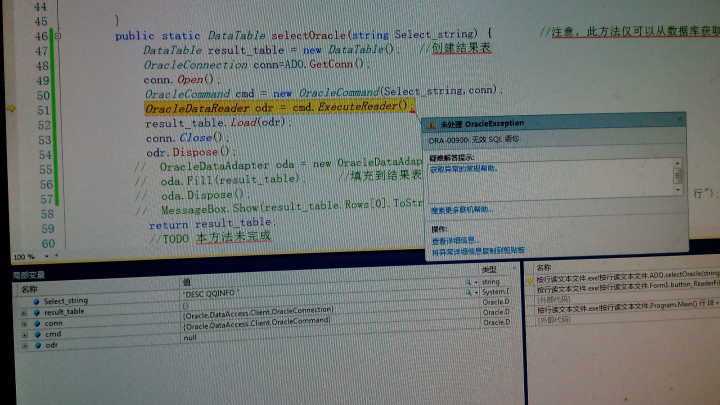 44
45 }
46 public static DataTable selectOracle(string Select_string) { //注意，此方法仅可以从数据库获取
47 DataTable result_table = new DataTable(); //创建结果表
48 OracleConnection conn=ADO.GetConn();
49 conn.Open();
50 OracleCommand cmd = new OracleCommand(Select_string,conn);
51 OracleDataReader odr = cmd.ExecuteReader();
52 result_table.Load(odr);
53 conn.Close();
54 odr.Dispose();
55 // OracleDataAdapter oda = new OracleDataAdap
56 // oda.Fill(result_table); //填充到结果表
57 // oda.Dispose();
58 // MessageBox.Show(result_table.Rows[0].ToStr 行");
59 return result_table;
60 //TODO 本方法未完成
未处理 OracleException
ORA-00900: 无效 SQL 语句
疑难解答提示:
获取异常的常规帮助。
搜索更多联机帮助...
操作:
查看详细信息...
将异常详细信息复制到剪贴板
100 %
局部变量
名称 值 类型
Select_string "DESC QQINFO " string
result_table {} System.D
conn {Oracle.DataAccess.Client.OracleConnection} Oracle.D
cmd {Oracle.DataAccess.Client.OracleCommand} Oracle.D
odr null Oracle.D
名称
按行读文本文件.exe!按行读文本文件.ADO.selectOracle(string
按行读文本文件.exe!按行读文本文件.Form1.button_ReaderFil
[外部代码]
按行读文本文件.exe!按行读文本文件.Program.Main() 行 18 +
[外部代码]